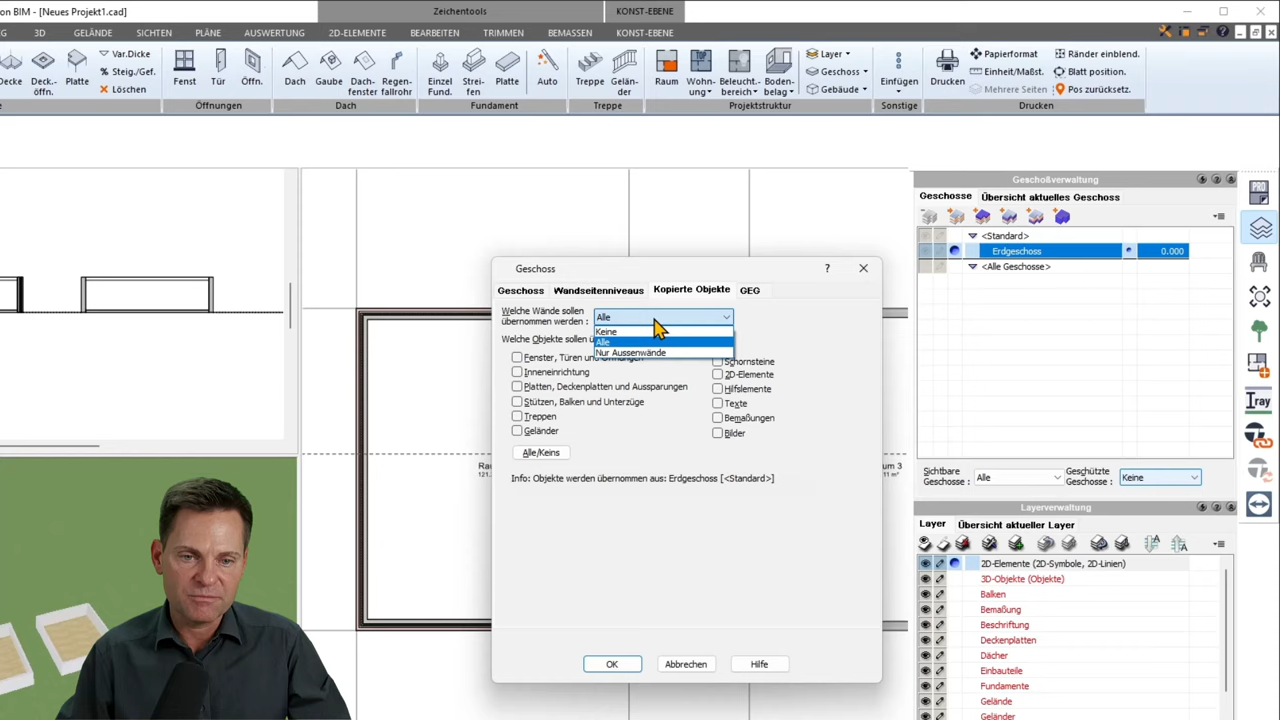 on BIM - [Neues Projekt1.cad]
Zeichentools
KONST-EBENE
G
3D
GELÄNDE
SICHTEN
PLÄNE
AUSWERTUNG
2D-ELEMENTE
BEARBEITEN
TRIMMEN
BEMASSEN
KONST-EBENE
Decke
Deck.-
öffn.
Platte
Var.Dicke
Steig./Gef.
Löschen
Fenst
Tür
Öffn.
Dach
Gaube
Dach-
fenster
Regen-
fallrohr
Einzel
Fund.
Strei-
fen
Platte
Auto
Treppe
Gelän-
der
Raum
Wohn-
ung
Beleucht.-
bereich
Boden-
belag
Layer
Geschoss
Gebäude
Einfügen
Drucken
Papierformat
Einheit/Maßst.
Mehrere Seiten
Ränder einblend.
Blatt position.
Pos zurücksetz.
Öffnungen
Dach
Fundament
Treppe
Projektstruktur
Sonstige
Drucken
Geschoßverwaltung
Geschosse
Übersicht aktuelles Geschoss
<Standard>
Erdgeschoss
0.000
<Alle Geschosse>
Sichtbare
Geschosse :
Alle
Geschützte
Geschosse :
Keine
Layerverwaltung
Layer
Übersicht aktueller Layer
2D-Elemente (2D-Symbole, 2D-Linien)
3D-Objekte (Objekte)
Balken
Bemaßung
Beschriftung
Deckenplatten
Dächer
Einbauteile
Fundamente
Gelände
Geländer
PRO
Iray
Geschoss
Geschoss
Wandseitenniveaus
Kopierte Objekte
GEG
Welche Wände sollen
übernommen werden :
Alle
Keine
Alle
Nur Aussenwände
Welche Objekte sollen
Fenster, Türen und
Inneneinrichtung
Platten, Deckenplatten und Aussparungen
Stützen, Balken und Unterzüge
Treppen
Geländer
Schornsteine
2D-Elemente
Hilfslemente
Texte
Bemaßungen
Bilder
Alle/Keins
Info: Objekte werden übernommen aus: Erdgeschoss [<Standard>]
OK
Abbrechen
Hilfe